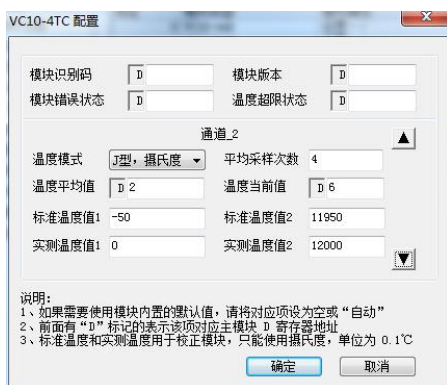 VC10-4TC 配置
模块识别码 D 模块版本 D
模块错误状态 D 温度超限状态 D
通道_2
温度模式 J型，摄氏度 平均采样次数 4
温度平均值 D 2 温度当前值 D 6
标准温度值1 -50 标准温度值2 11950
实测温度值1 0 实测温度值2 12000
说明:
1、如果需要使用模块内置的默认值，请将对应项设为空或“自动”
2、前面有“D”标记的表示该项对应主模块 D 寄存器地址
3、标准温度和实测温度用于校正模块，只能使用摄氏度，单位为 0.1℃
确定 取消